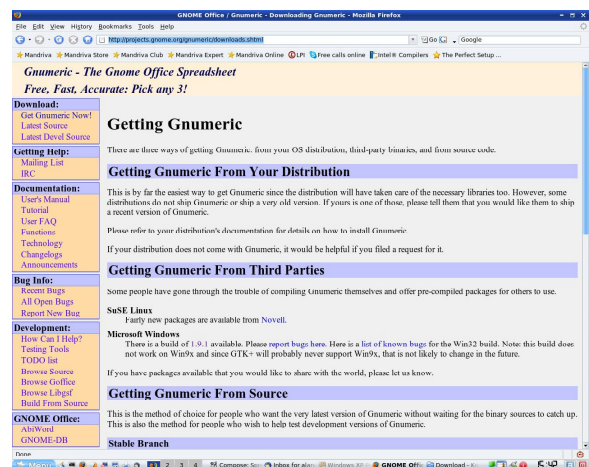 GNOME Office / Gnumeric - Downloading Gnumeric - Mozilla Firefox
File Edit View History Bookmarks Tools Help
http://projects.gnome.org/gnumeric/downloads.shtml Go Google
Mandriva Mandriva Store Mandriva Club Mandriva Expert Mandriva Online LPI Free calls online Intel® Compilers The Perfect Setup ...
Gnumeric - The Gnome Office Spreadsheet
Free, Fast, Accurate: Pick any 3!
Download:
Get Gnumeric Now!
Latest Source
Latest Devel Source
Getting Help:
Mailing List
IRC
Documentation:
User's Manual
Tutorial
User FAQ
Functions
Technology
Changelogs
Announcements
Bug Info:
Recent Bugs
All Open Bugs
Report New Bug
Development:
How Can I Help?
Testing Tools
TODO list
Browse Source
Browse Goffice
Browse Libgsf
Build From Source
GNOME Office:
AbiWord
GNOME-DB
Getting Gnumeric
There are three ways of getting Gnumeric: from your OS distribution, third-party binaries, and from source code.
Getting Gnumeric From Your Distribution
This is by far the easiest way to get Gnumeric since the distribution will have taken care of the necessary libraries too. However, some
distributions do not ship Gnumeric or ship a very old version. If yours is one of those, please tell them that you would like them to ship
a recent version of Gnumeric.
Please refer to your distribution's documentation for details on how to install Gnumeric
If your distribution does not come with Gnumeric, it would be helpful if you filed a request for it.
Getting Gnumeric From Third Parties
Some people have gone through the trouble of compiling Gnumeric themselves and offer pre-compiled packages for others to use.
SuSE Linux
Fairly new packages are available from Novell.
Microsoft Windows
There is a build of 1.9.1 available. Please report bugs here. Here is a list of known bugs for the Win32 build. Note: this build does
not work on Win9x and since GTK+ will probably never support Win9x, that is not likely to change in the future.
If you have packages available that you would like to share with the world, please let us know.
Getting Gnumeric From Source
This is the method of choice for people who want the very latest version of Gnumeric without waiting for the binary sources to catch up.
This is also the method for people who wish to help test development versions of Gnumeric.
Stable Branch
Done
Menu 2 3 4 Compose: Inbox for Windows XP GNOME Offi Download - 5:42